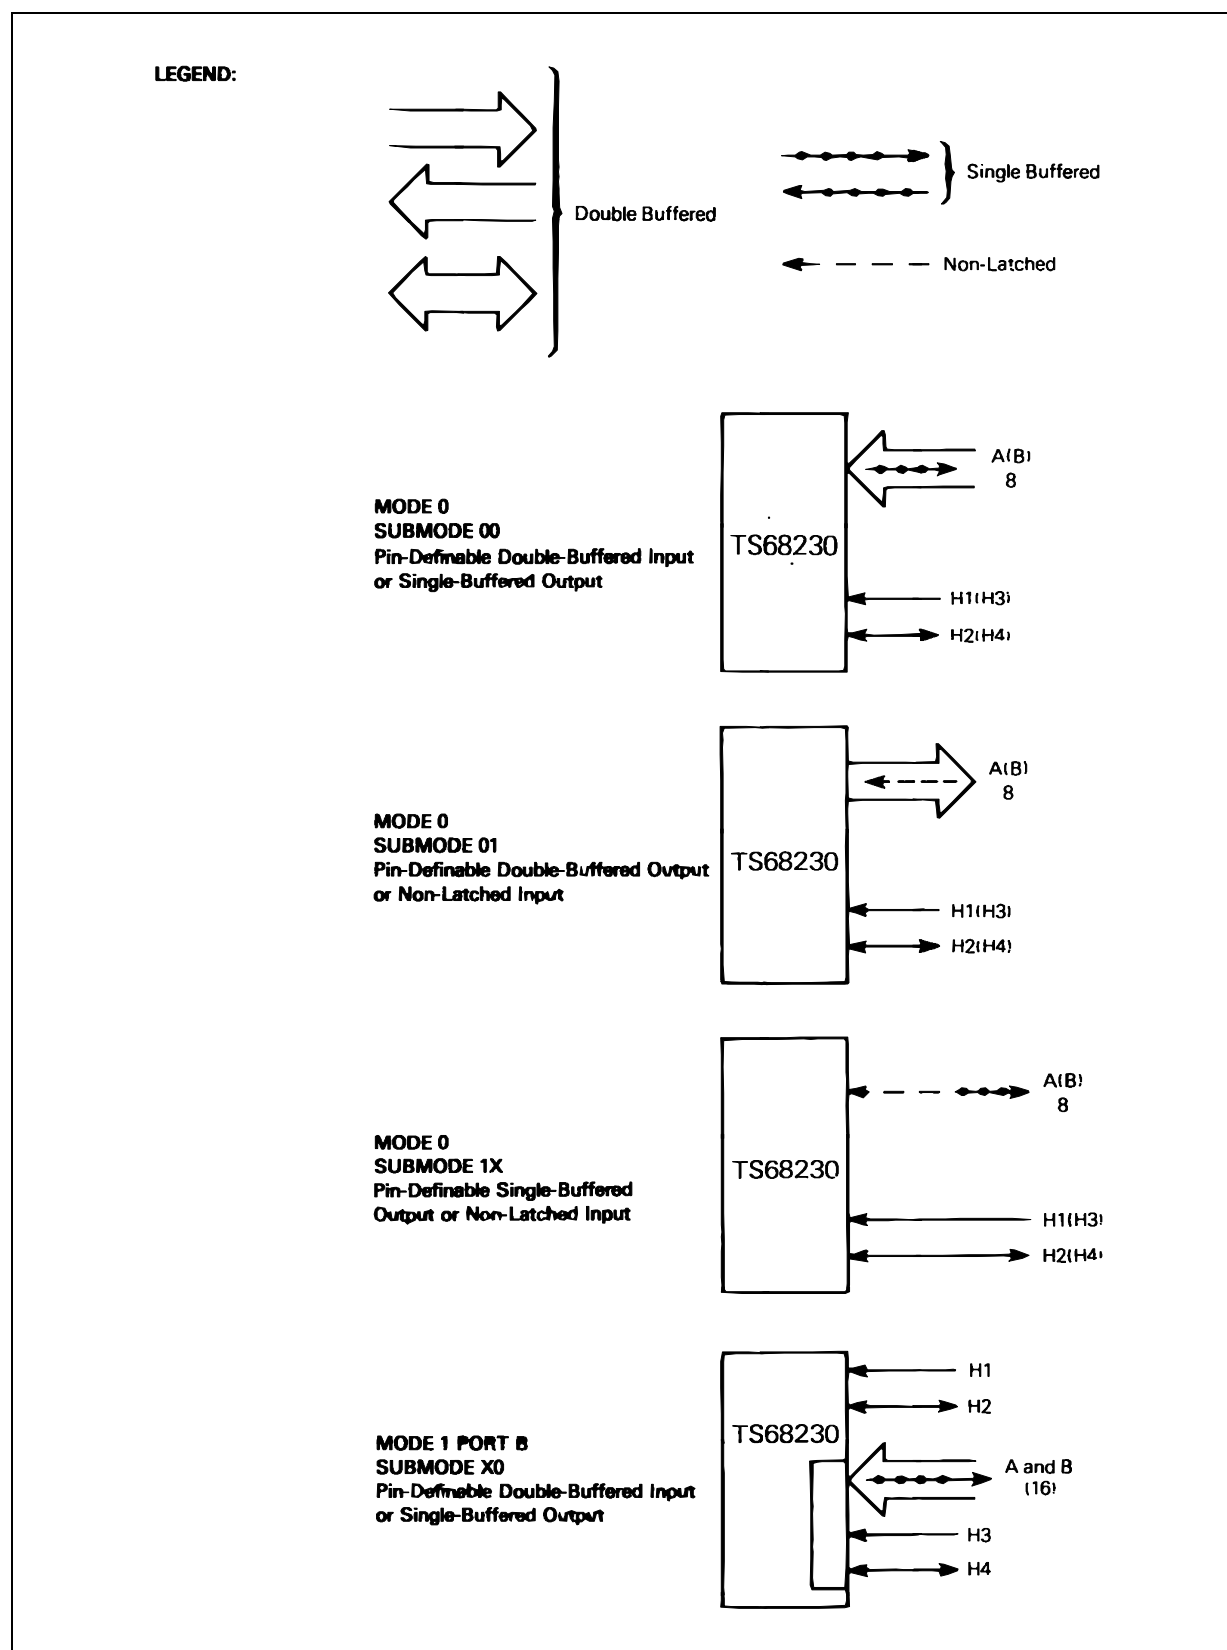 LEGEND:
Double Buffered
Single Buffered
Non-Latched
MODE 0
SUBMODE 00
Pin-Definable Double-Buffered Input
or Single-Buffered Output
TS68230
A(B)
8
H1(H3)
H2(H4)
MODE 0
SUBMODE 01
Pin-Definable Double-Buffered Output
or Non-Latched Input
TS68230
A(B)
8
H1(H3)
H2(H4)
MODE 0
SUBMODE 1X
Pin-Definable Single-Buffered
Output or Non-Latched Input
TS68230
A(B)
8
H1(H3)
H2(H4)
MODE 1 PORT B
SUBMODE X0
Pin-Definable Double-Buffered Input
or Single-Buffered Output
TS68230
H1
H2
A and B
(16)
H3
H4